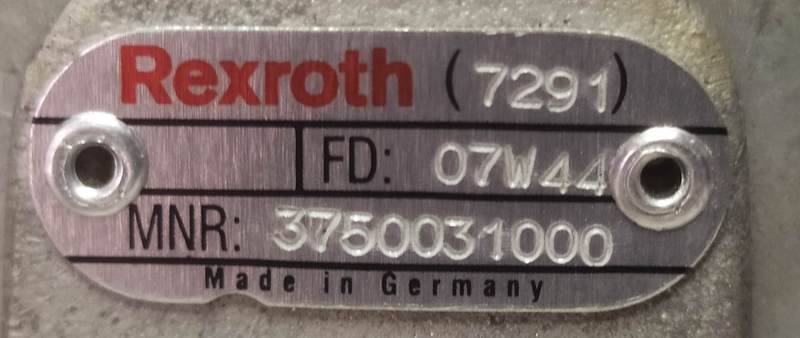 Rexroth (7291)
FD: 07W44
MNR: 3750031000
Made in Germany